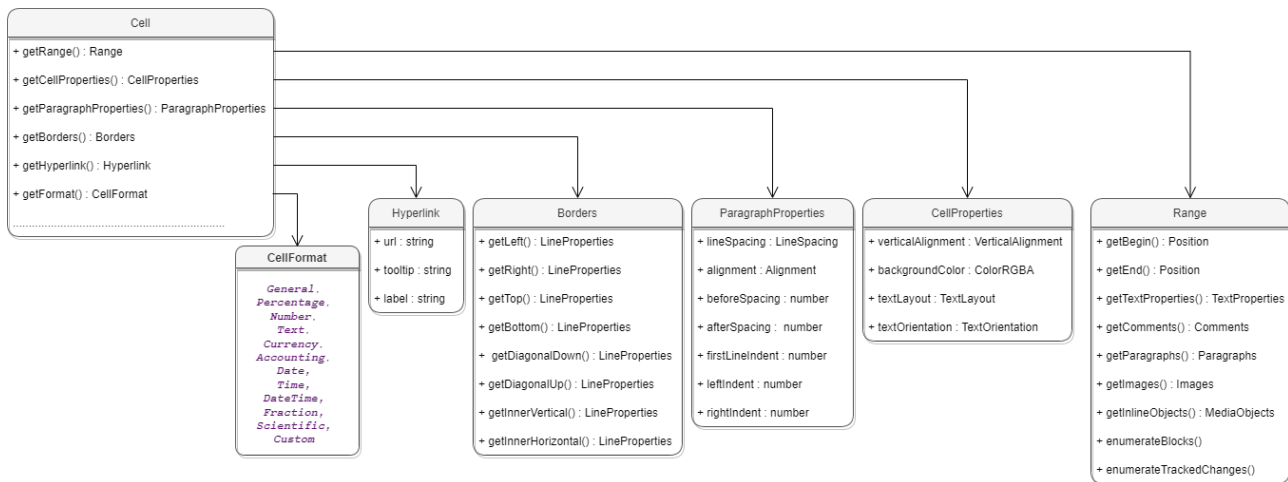 Cell
+ getRange() : Range
+ getCellProperties() : CellProperties
+ getParagraphProperties() : ParagraphProperties
+ getBorders() : Borders
+ getHyperlink() : Hyperlink
+ getFormat() : CellFormat
CellFormat
General.
Percentage.
Number.
Text.
Currency.
Accounting.
Date,
Time,
DateTime,
Fraction,
Scientific,
Custom
Hyperlink
+ url : string
+ tooltip : string
+ label : string
Borders
+ getLeft() : LineProperties
+ getRight() : LineProperties
+ getTop() : LineProperties
+ getBottom() : LineProperties
+ getDiagonalDown() : LineProperties
+ getDiagonalUp() : LineProperties
+ getInnerVertical() : LineProperties
+ getInnerHorizontal() : LineProperties
ParagraphProperties
+ lineSpacing : LineSpacing
+ alignment : Alignment
+ beforeSpacing : number
+ afterSpacing : number
+ firstLineIndent : number
+ leftIndent : number
+ rightIndent : number
CellProperties
+ verticalAlignment : VerticalAlignment
+ backgroundColor : ColorRGBA
+ textLayout : TextLayout
+ textOrientation : TextOrientation
Range
+ getBegin() : Position
+ getEnd() : Position
+ getTextProperties() : TextProperties
+ getComments() : Comments
+ getParagraphs() : Paragraphs
+ getImages() : Images
+ getInlineObjects() : MediaObjects
+ enumerateBlocks()
+ enumerateTrackedChanges()